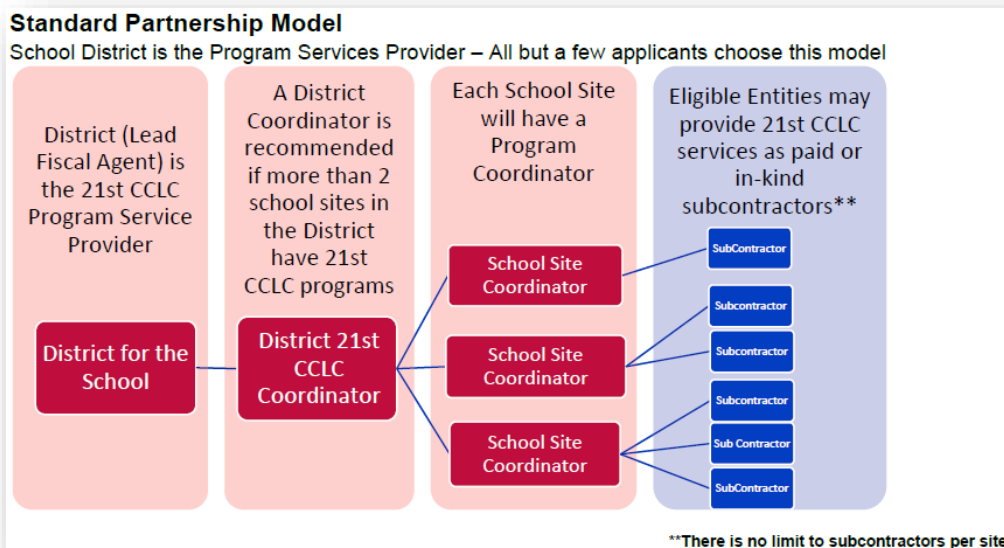 Standard Partnership Model
School District is the Program Services Provider – All but a few applicants choose this model
District (Lead
Fiscal Agent) is
the 21st CCLC
Program Service
Provider
District for the
School
A District
Coordinator is
recommended
if more than 2
school sites in
the District
have 21st
CCLC programs
District 21st
CCLC
Coordinator
Each School Site
will have a
Program
Coordinator
School Site
Coordinator
School Site
Coordinator
School Site
Coordinator
Eligible Entities may
provide 21st CCLC
services as paid or
in-kind
subcontractors**
SubContractor
Subcontractor
Subcontractor
Subcontractor
Sub Contractor
SubContractor
**There is no limit to subcontractors per site